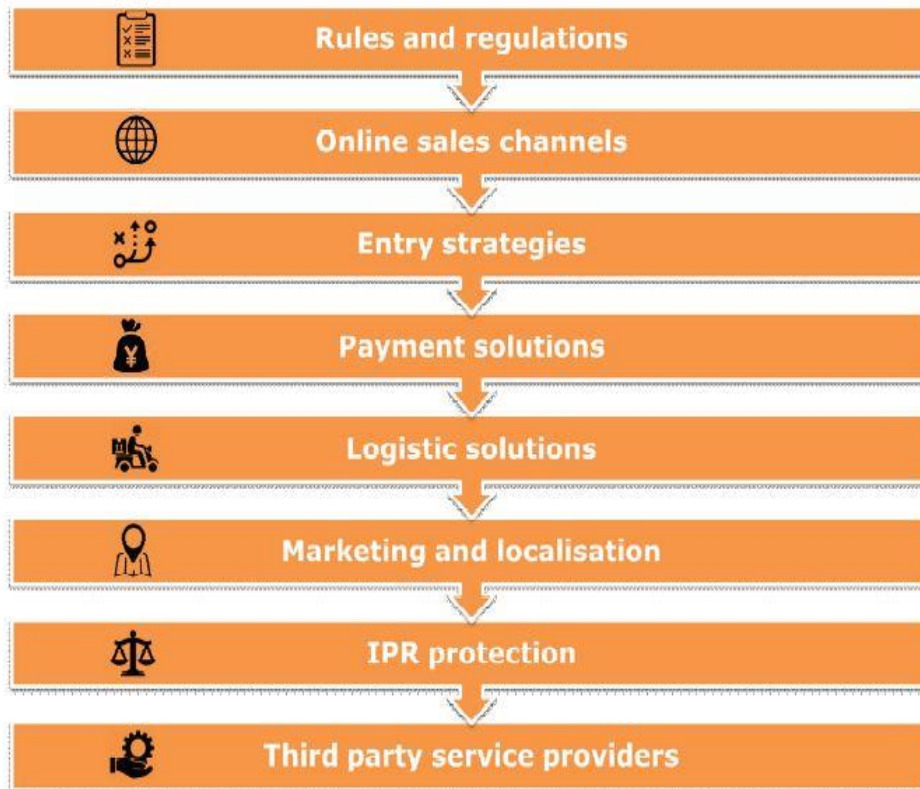 Rules and regulations
Online sales channels
Entry strategies
Payment solutions
Logistic solutions
Marketing and localisation
IPR protection
Third party service providers